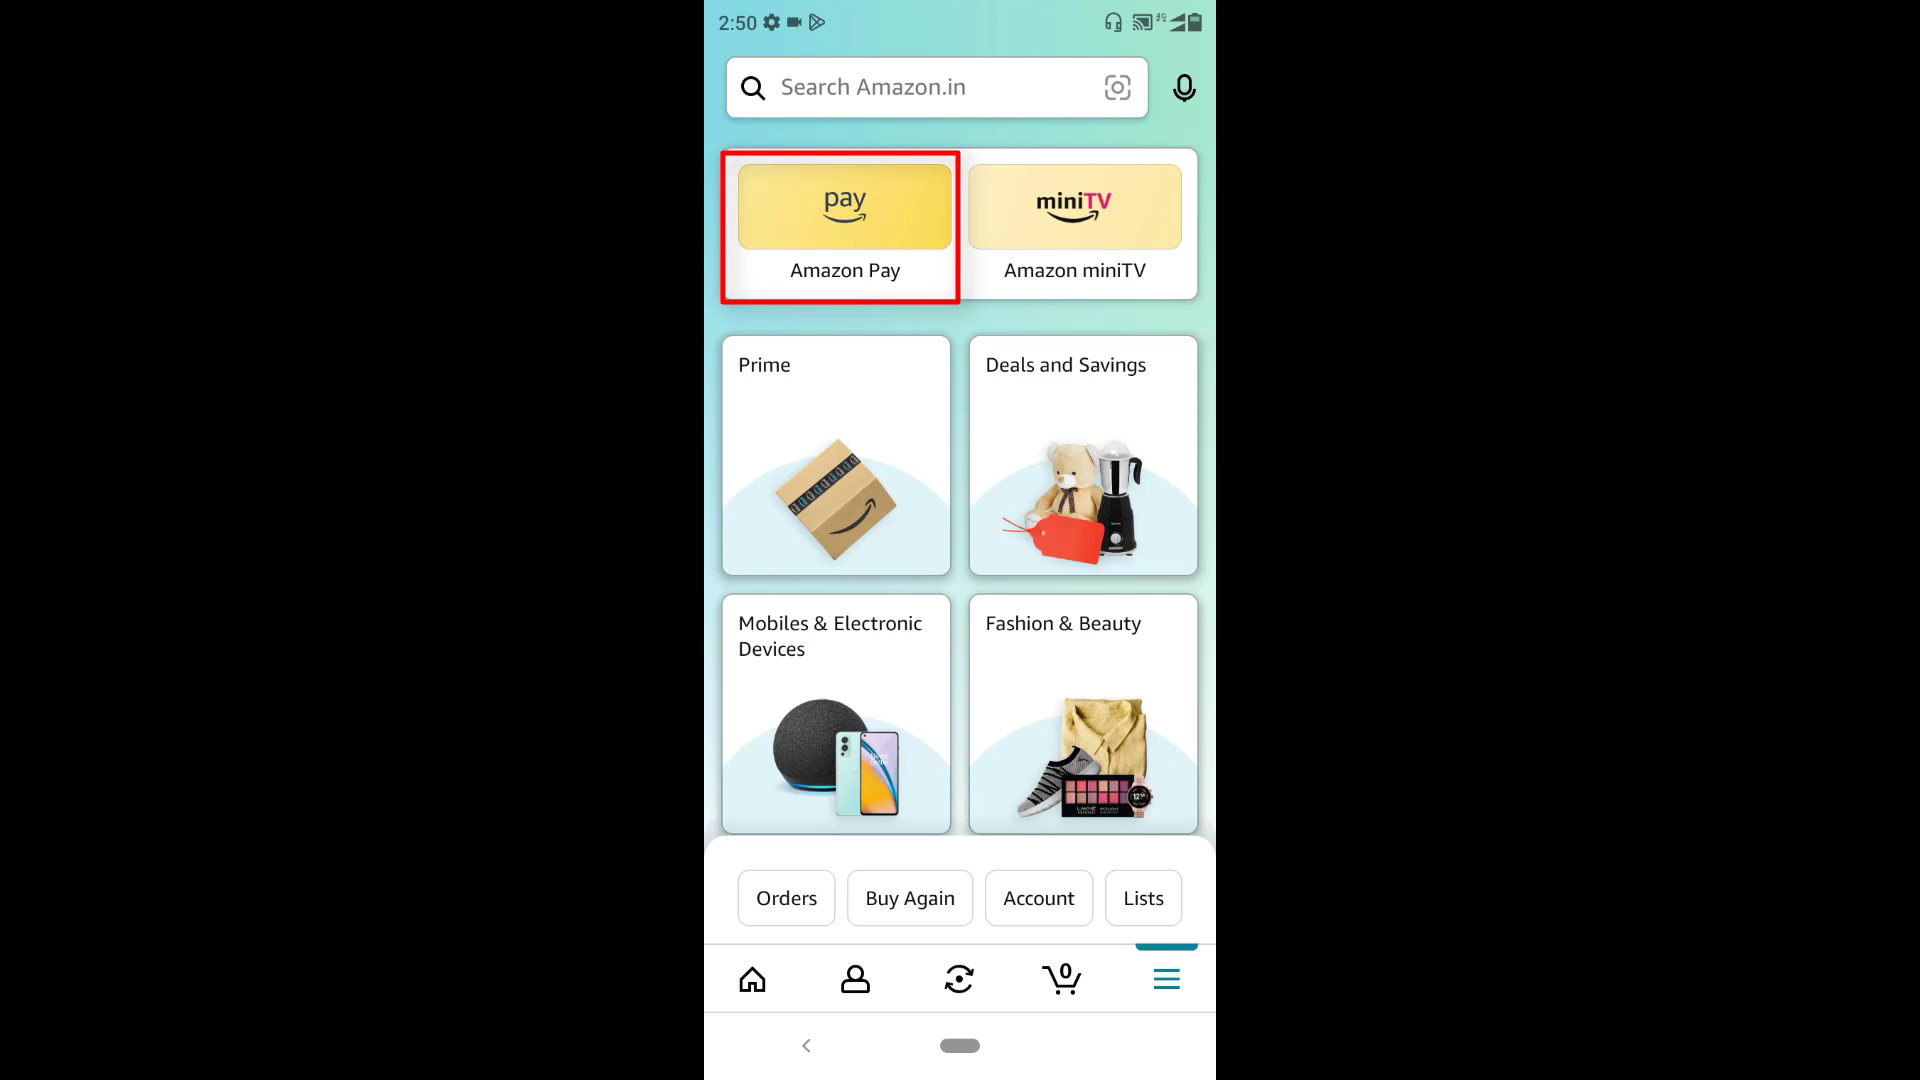 2:50
4G
Search Amazon.in
pay
miniTV
Amazon Pay
Amazon miniTV
Prime
Deals and Savings
Mobiles & Electronic
Devices
Fashion & Beauty
Orders
Buy Again
Account
Lists
0